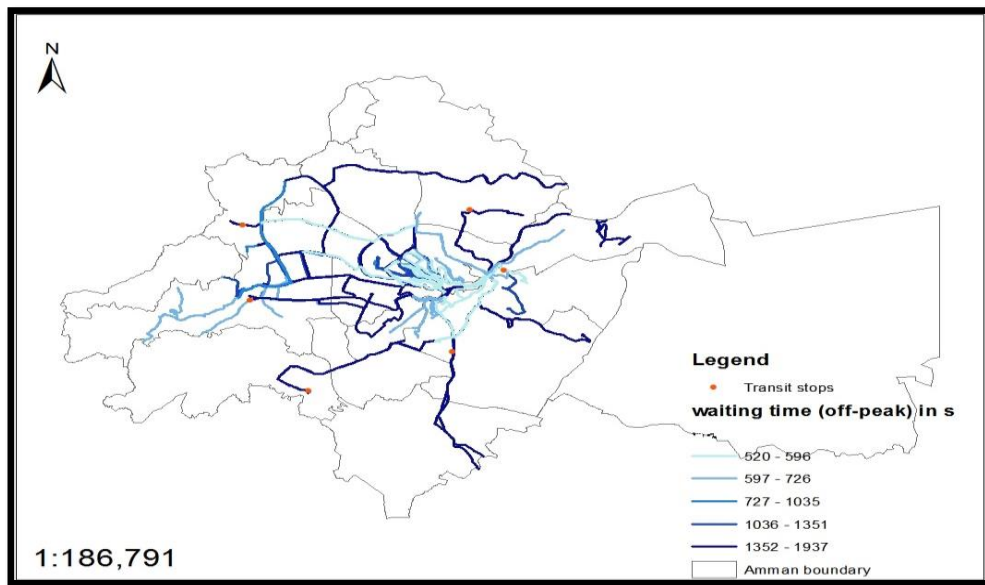 N
Legend
Transit stops
waiting time (off-peak) in s
520 - 596
597 - 726
727 - 1035
1036 - 1351
1352 - 1937
Amman boundary
1:186,791